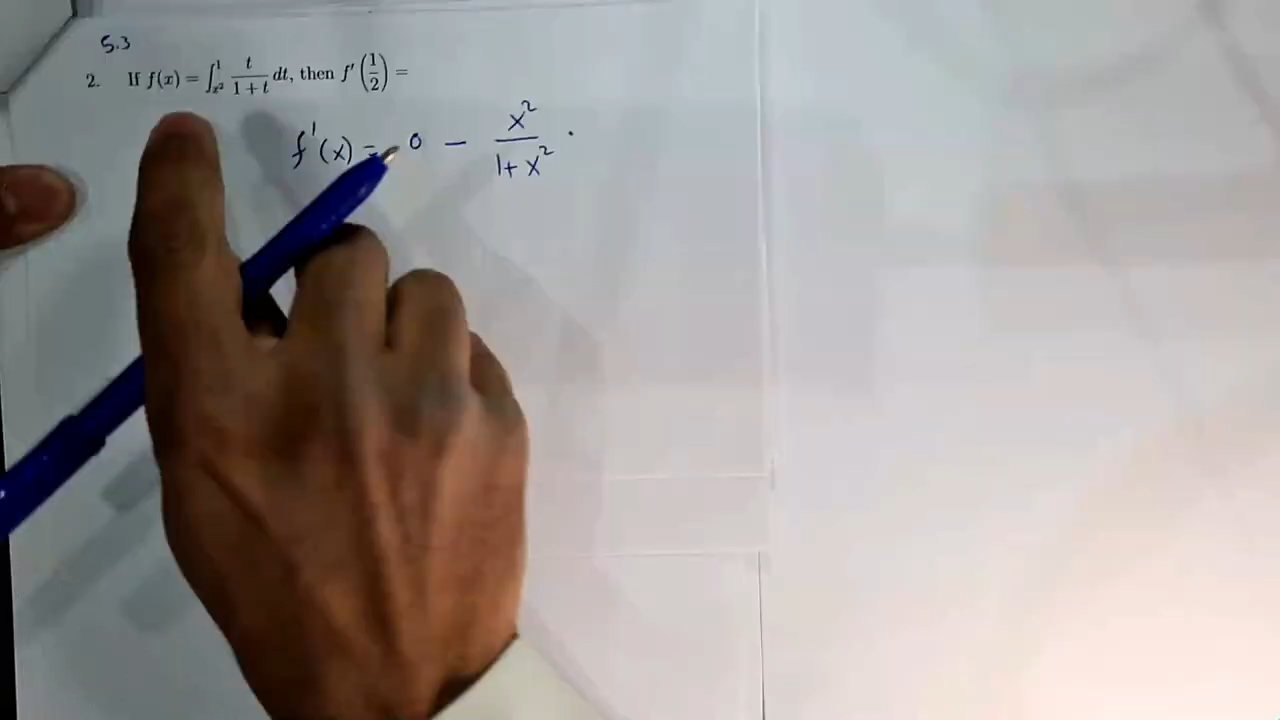 5.3
2. If f(x) = ∫_{x²}^{1} t/(1+t) dt, then f′(1/2) =
f'(x) = 0 - x²/(1+x²) ·